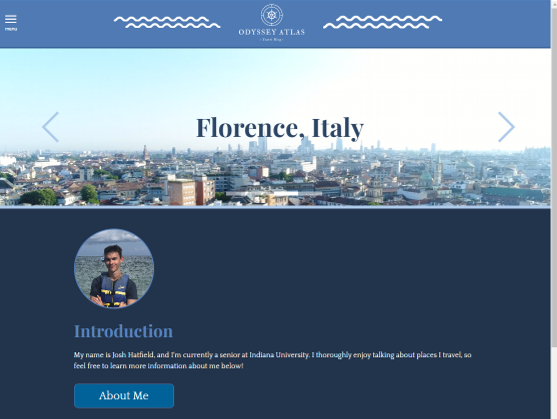 menu
ODYSSEY ATLAS
Travel Blog
Florence, Italy
Introduction
My name is Josh Hatfield, and I'm currently a senior at Indiana University. I thoroughly enjoy talking about places I travel, so
feel free to learn more information about me below!
About Me